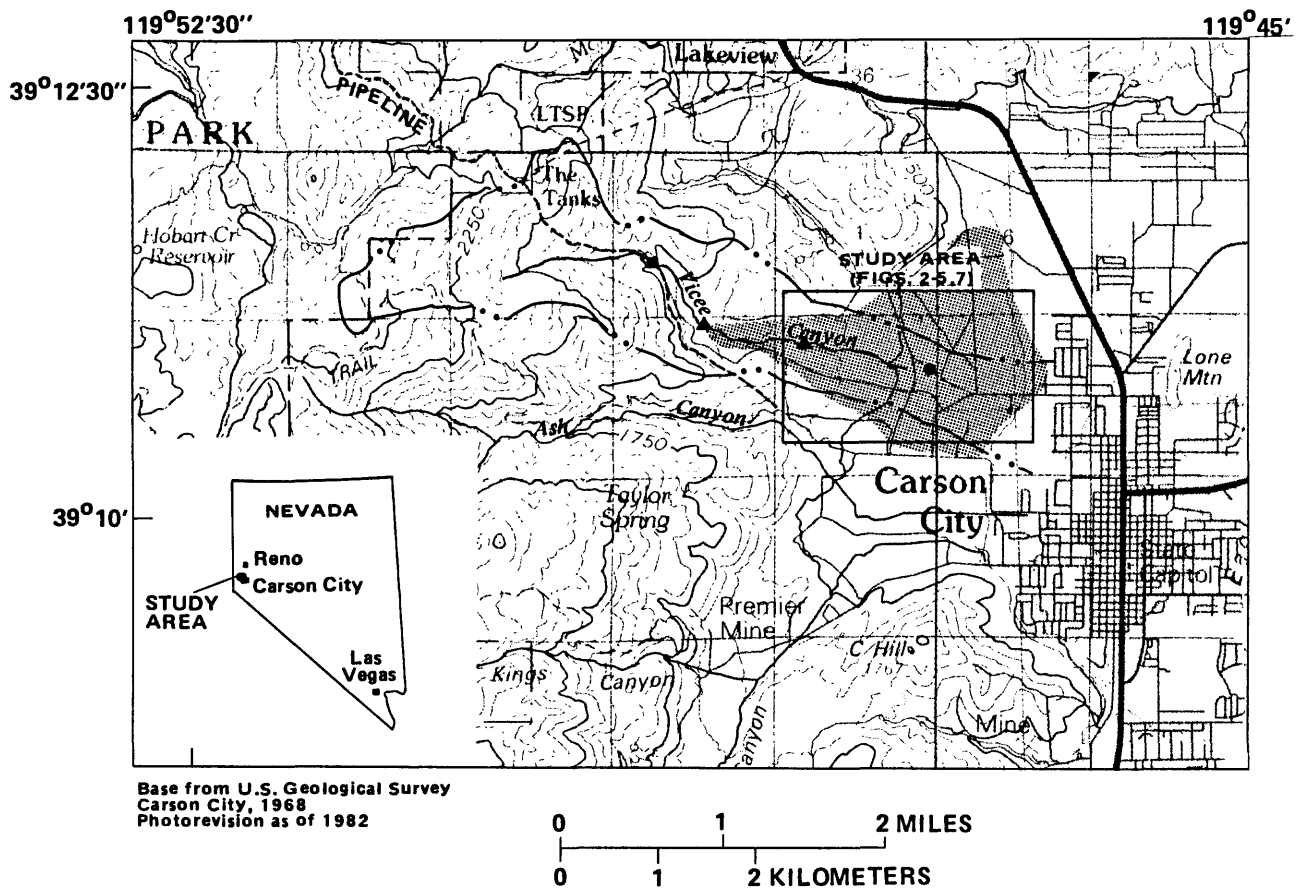 119°52'30"
119°45'
39°12'30"
39°10'
Lakeview
36
PIPELINE
LTSP
PARK
The
Tanks
2250
Hobart Cr
Reservoir
1
6
STUDY AREA
(FIGS. 2-5,7)
Vicee
Canyon
TRAIL
Lone
Mtn
Ash
Canyon
1750
Carson
City
Taylor
Spring
NEVADA
Reno
Carson City
STUDY
AREA
Las
Vegas
Premier
Mine
C Hill
Kings
Canyon
anyon
Mine
Capitol
Base from U.S. Geological Survey
Carson City, 1968
Photorevision as of 1982
0 1 2 MILES
0 1 2 KILOMETERS